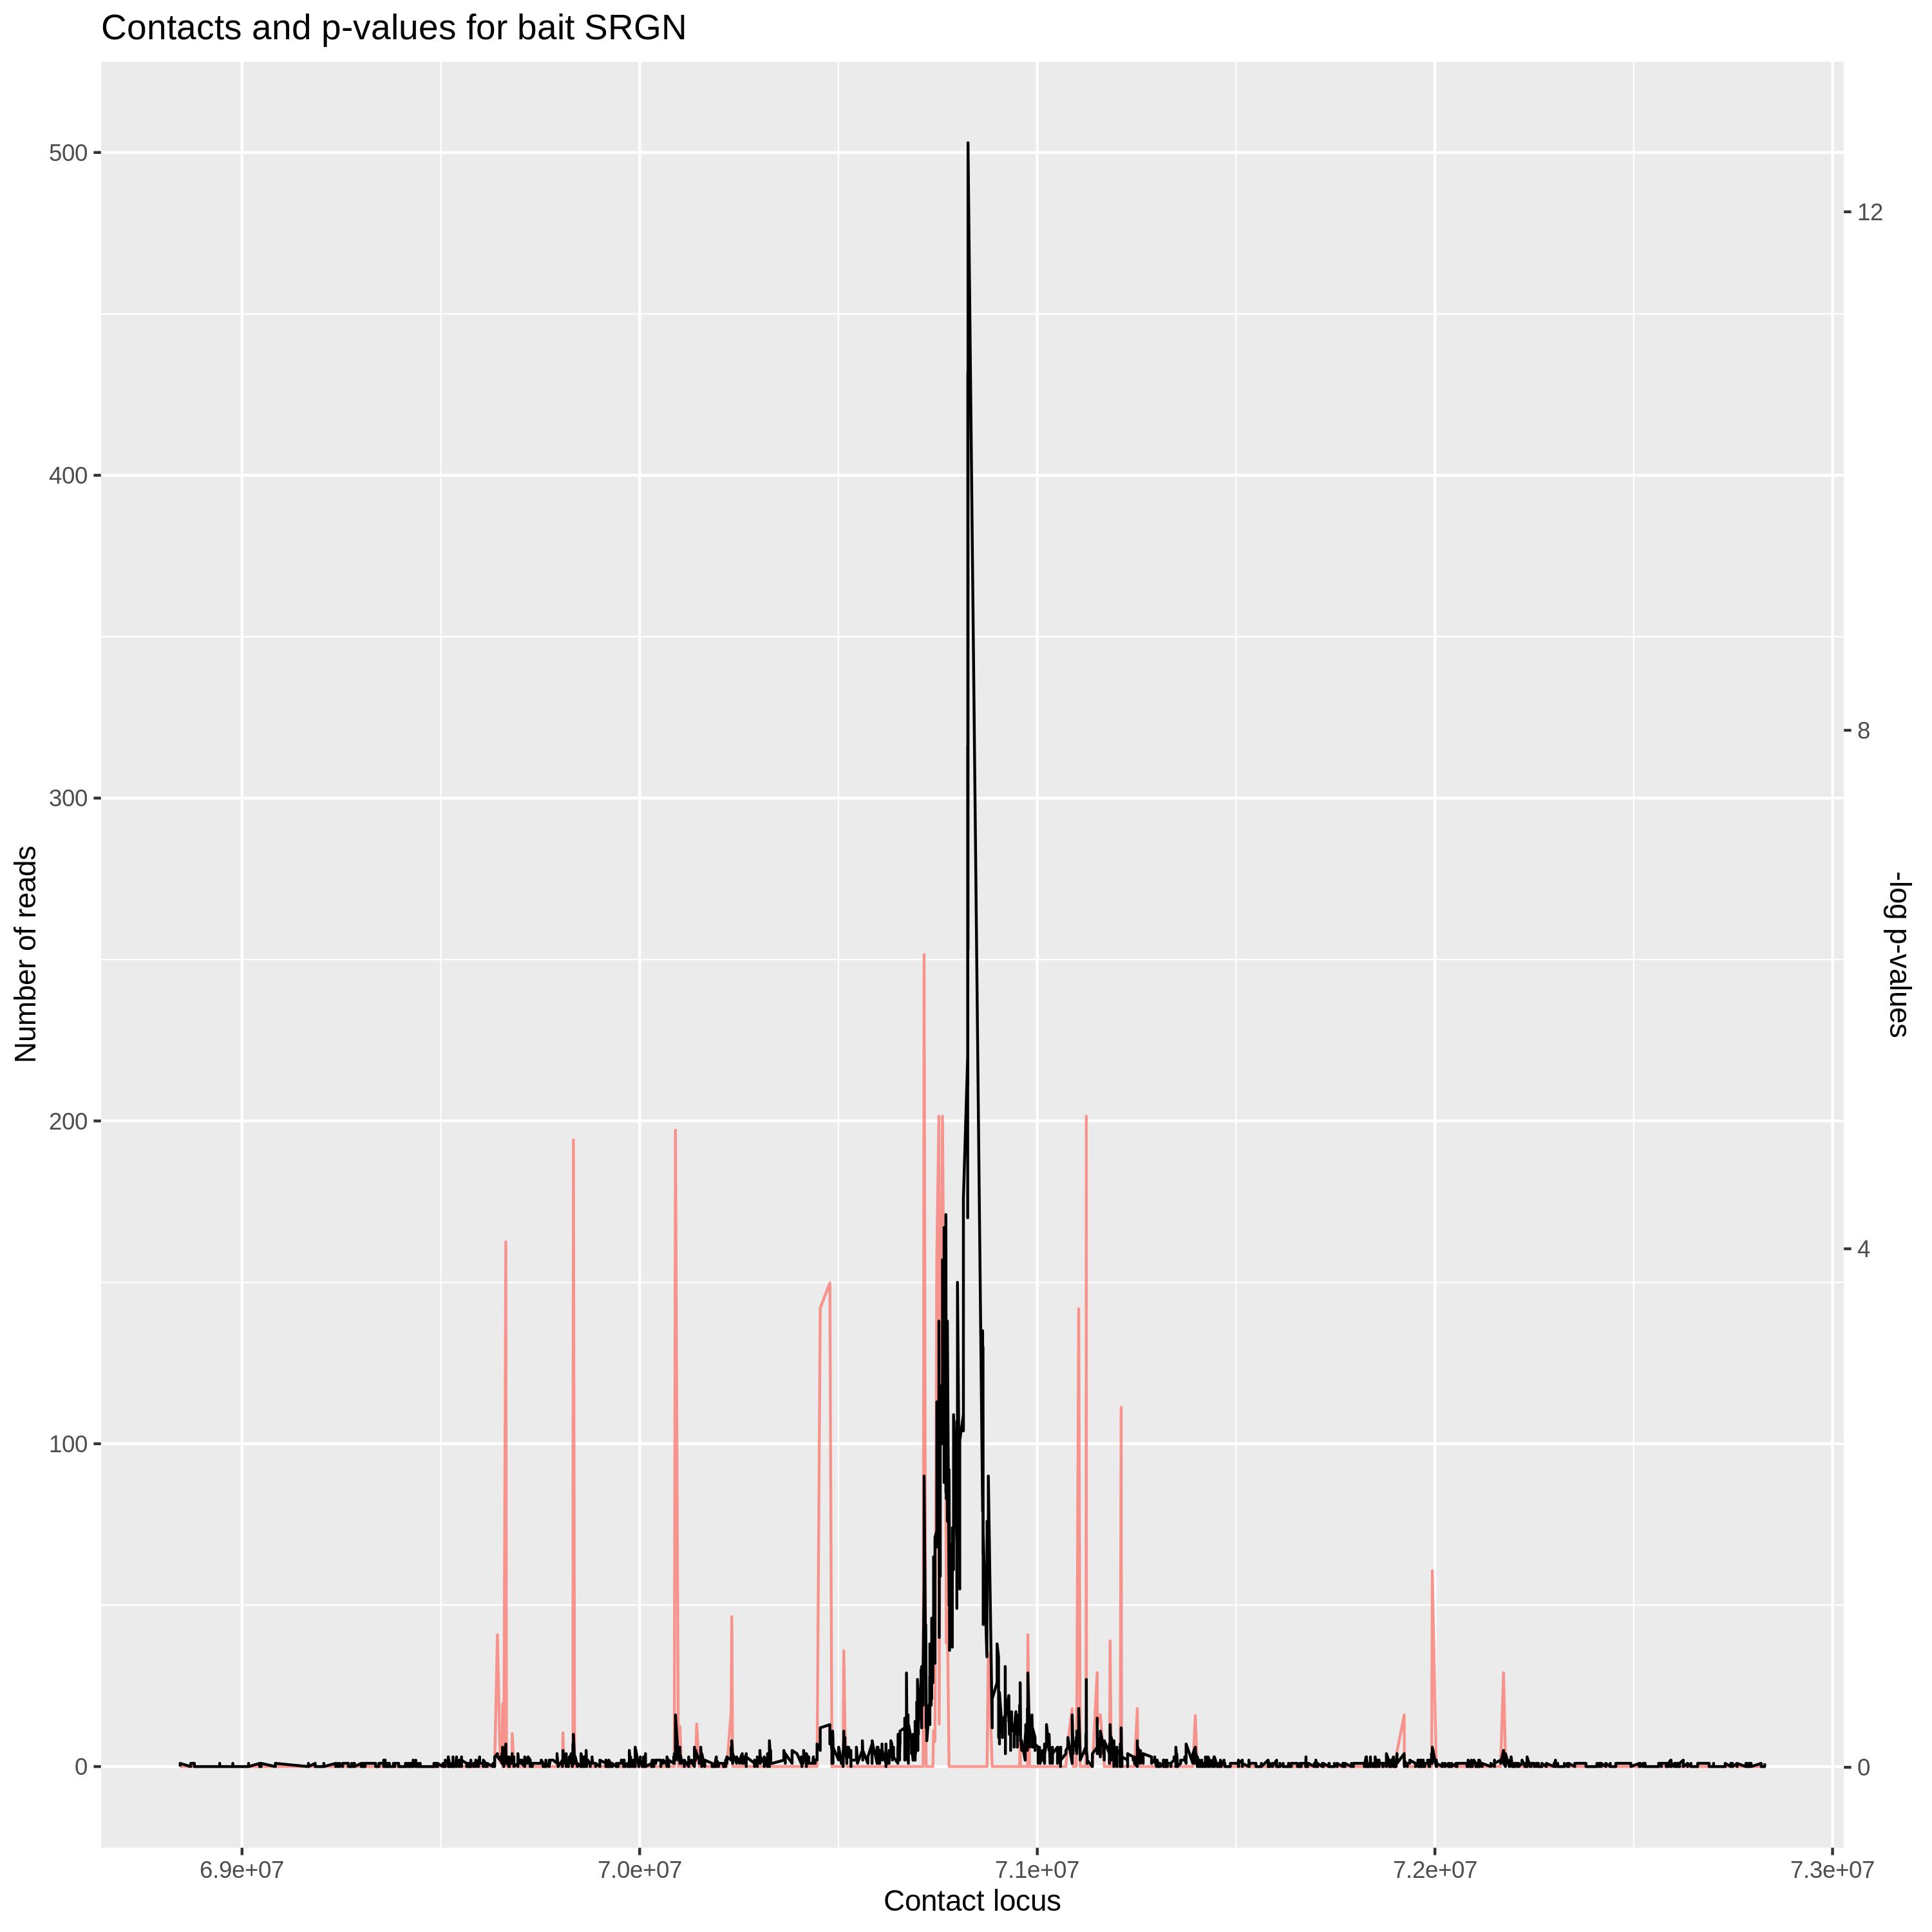 Contacts and p-values for bait SRGN
500
400
300
200
100
0
12
8
4
0
Number of reads
-log p-values
6.9e+07 7.0e+07 7.1e+07 7.2e+07 7.3e+07
Contact locus